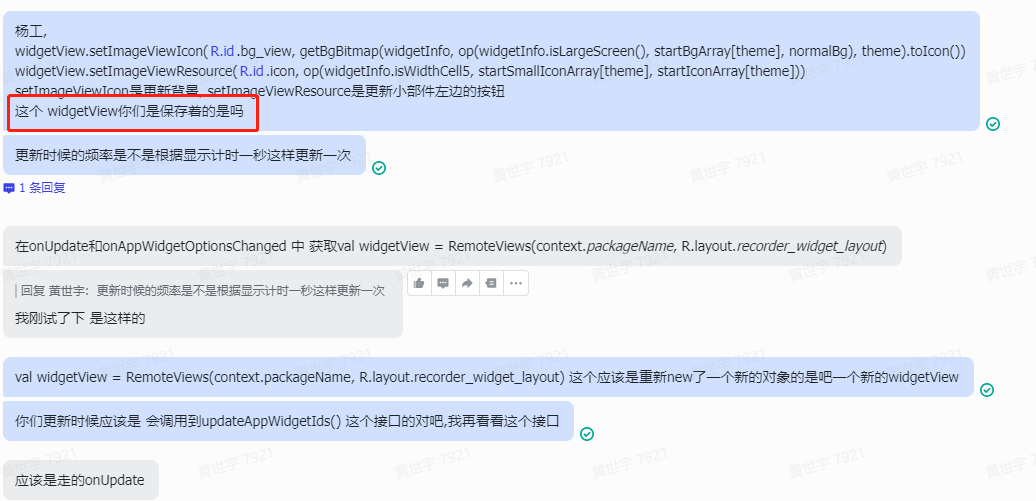 杨工,
widgetView.setImageViewIcon( R.id.bg_view, getBgBitmap(widgetInfo, op(widgetInfo.isLargeScreen(), startBgArray[theme], normalBg), theme).toIcon())
widgetView.setImageViewResource( R.id.icon, op(widgetInfo.isWidthCell5, startSmallIconArray[theme], startIconArray[theme]))
setImageViewIcon是更新背景, setImageViewResource是更新小部件左边的按钮
这个 widgetView你们是保存着的是吗
更新时候的频率是不是根据显示计时一秒这样更新一次
1 条回复
在onUpdate和onAppWidgetOptionsChanged 中 获取val widgetView = RemoteViews(context.packageName, R.layout.recorder_widget_layout)
| 回复 黄世宇: 更新时候的频率是不是根据显示计时一秒这样更新一次
我刚试了下 是这样的
val widgetView = RemoteViews(context.packageName, R.layout.recorder_widget_layout) 这个应该是重新new了一个新的对象的是吧一个新的widgetView
你们更新时候应该是 会调用到updateAppWidgetIds() 这个接口的对吧,我再看看这个接口
应该是走的onUpdate
黄世宇 7921